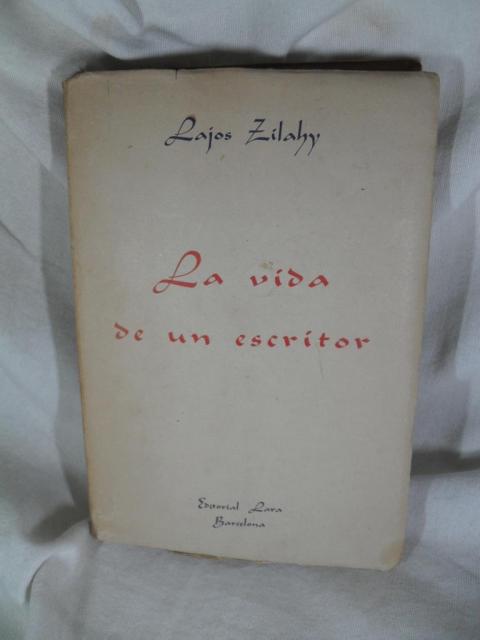 Lajos Zilahy
La vida
de un escritor
Editorial Lara
Barcelona